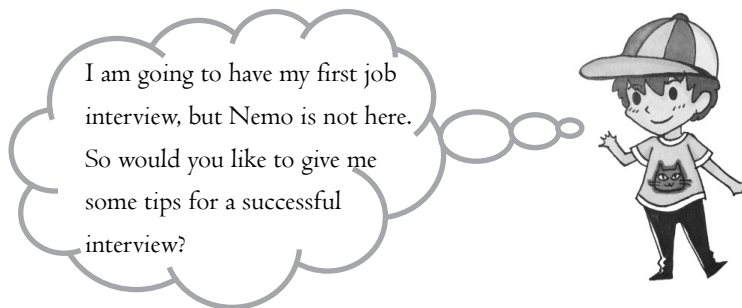 I am going to have my first job
interview, but Nemo is not here.
So would you like to give me
some tips for a successful
interview?